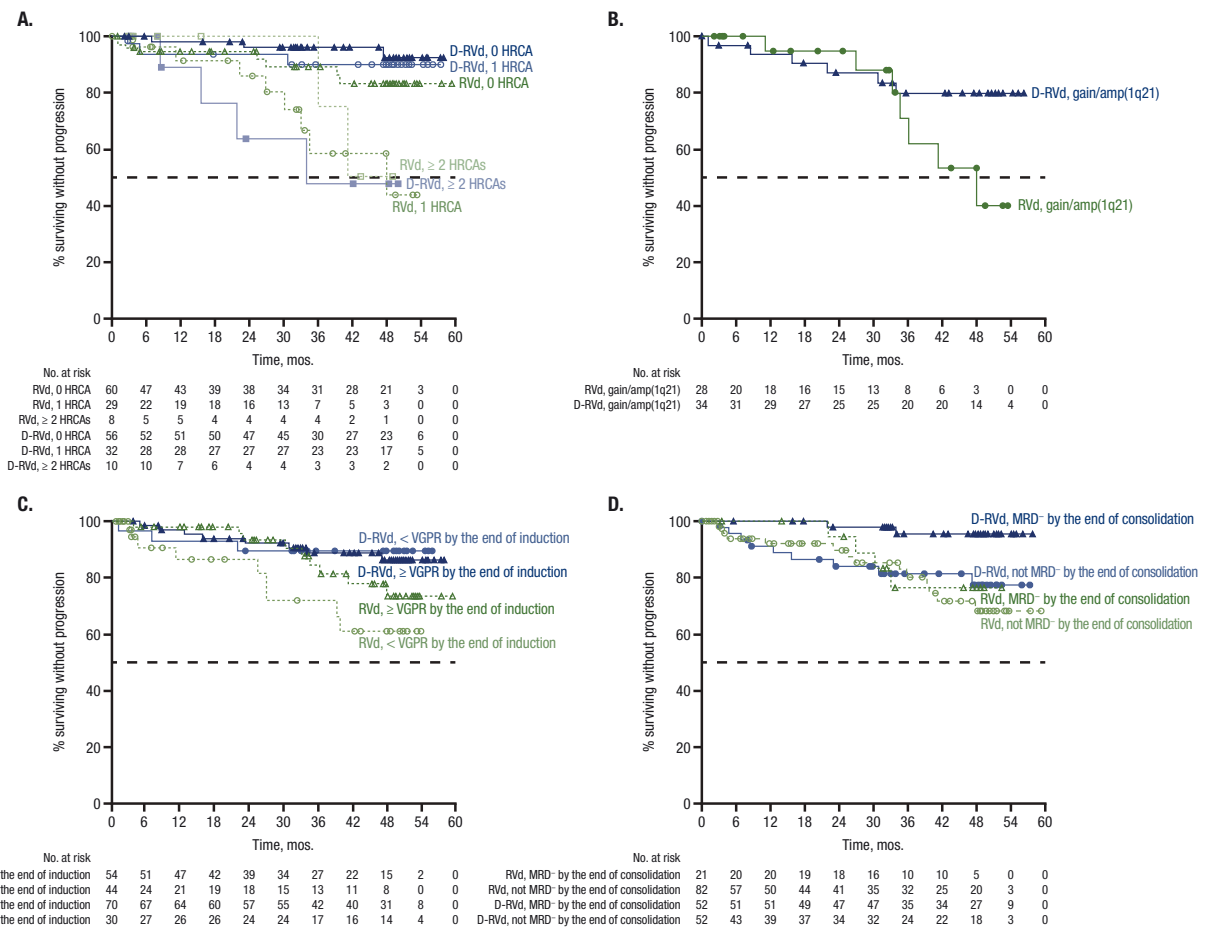 A.
% surviving without progression
100
80
60
40
20
0
D-RVd, 0 HRCA
D-RVd, 1 HRCA
RVd, 0 HRCA
RVd, ≥ 2 HRCAs
D-RVd, ≥ 2 HRCAs
RVd, 1 HRCA
0 6 12 18 24 30 36 42 48 54 60
Time, mos.
No. at risk
RVd, 0 HRCA 60 47 43 39 38 34 31 28 21 3 0
RVd, 1 HRCA 29 22 19 18 16 13 7 5 3 0 0
RVd, ≥ 2 HRCAs 8 5 5 4 4 4 4 2 1 0 0
D-RVd, 0 HRCA 56 52 51 50 47 45 30 27 23 6 0
D-RVd, 1 HRCA 32 28 28 27 27 27 23 23 17 5 0
D-RVd, ≥ 2 HRCAs 10 10 7 6 4 4 3 3 2 0 0
B.
% surviving without progression
100
80
60
40
20
0
D-RVd, gain/amp(1q21)
RVd, gain/amp(1q21)
0 6 12 18 24 30 36 42 48 54 60
Time, mos.
No. at risk
RVd, gain/amp(1q21) 28 20 18 16 15 13 8 6 3 0 0
D-RVd, gain/amp(1q21) 34 31 29 27 25 25 20 20 14 4 0
C.
% surviving without progression
100
80
60
40
20
0
D-RVd, < VGPR by the end of induction
D-RVd, ≥ VGPR by the end of induction
RVd, ≥ VGPR by the end of induction
RVd, < VGPR by the end of induction
0 6 12 18 24 30 36 42 48 54 60
Time, mos.
No. at risk
the end of induction 54 51 47 42 39 34 27 22 15 2 0
the end of induction 44 24 21 19 18 15 13 11 8 0 0
the end of induction 70 67 64 60 57 55 42 40 31 8 0
the end of induction 30 27 26 26 24 24 17 16 14 4 0
D.
% surviving without progression
100
80
60
40
20
0
D-RVd, MRD⁻ by the end of consolidation
D-RVd, not MRD⁻ by the end of consolidation
RVd, MRD⁻ by the end of consolidation
RVd, not MRD⁻ by the end of consolidation
0 6 12 18 24 30 36 42 48 54 60
Time, mos.
No. at risk
RVd, MRD⁻ by the end of consolidation 21 20 20 19 18 16 10 10 5 0 0
RVd, not MRD⁻ by the end of consolidation 82 57 50 44 41 35 32 25 20 3 0
D-RVd, MRD⁻ by the end of consolidation 52 51 51 49 47 47 35 34 27 9 0
D-RVd, not MRD⁻ by the end of consolidation 52 43 39 37 34 32 24 22 18 3 0